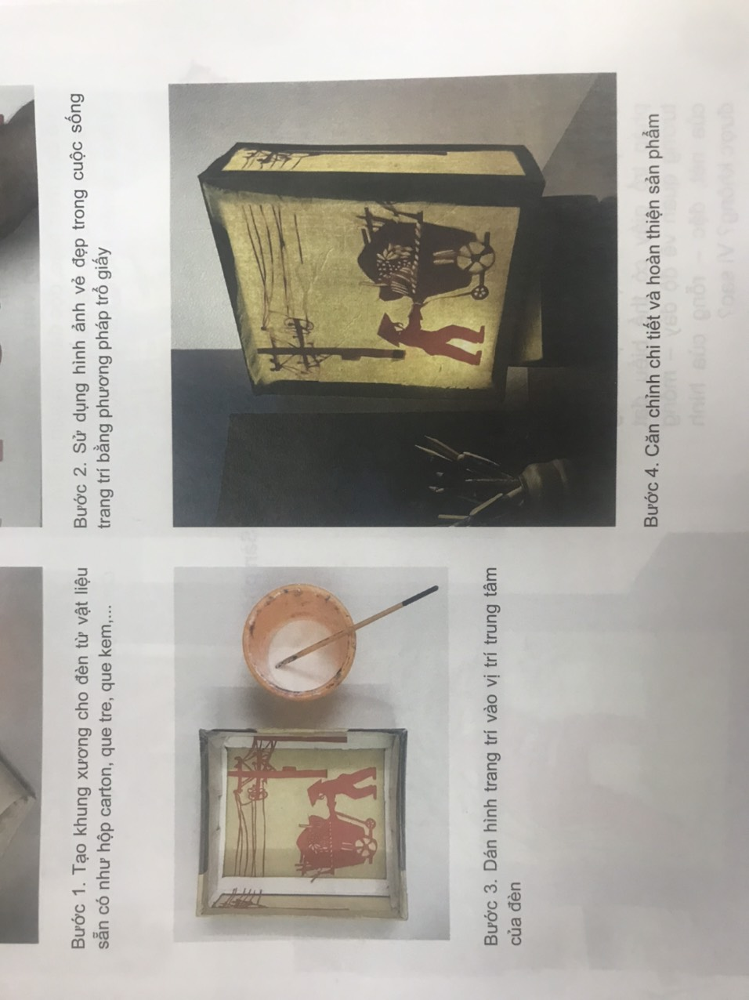 Bước 1. Tạo khung xương cho đèn từ vật liệu
sẵn có như hộp carton, que tre, que kem,...
Bước 2. Sử dụng hình ảnh vẻ đẹp trong cuộc sống
trang trí bằng phương pháp trổ giấy
Bước 3. Dán hình trang trí vào vị trí trung tâm
của đèn
Bước 4. Căn chỉnh chi tiết và hoàn thiện sản phẩm